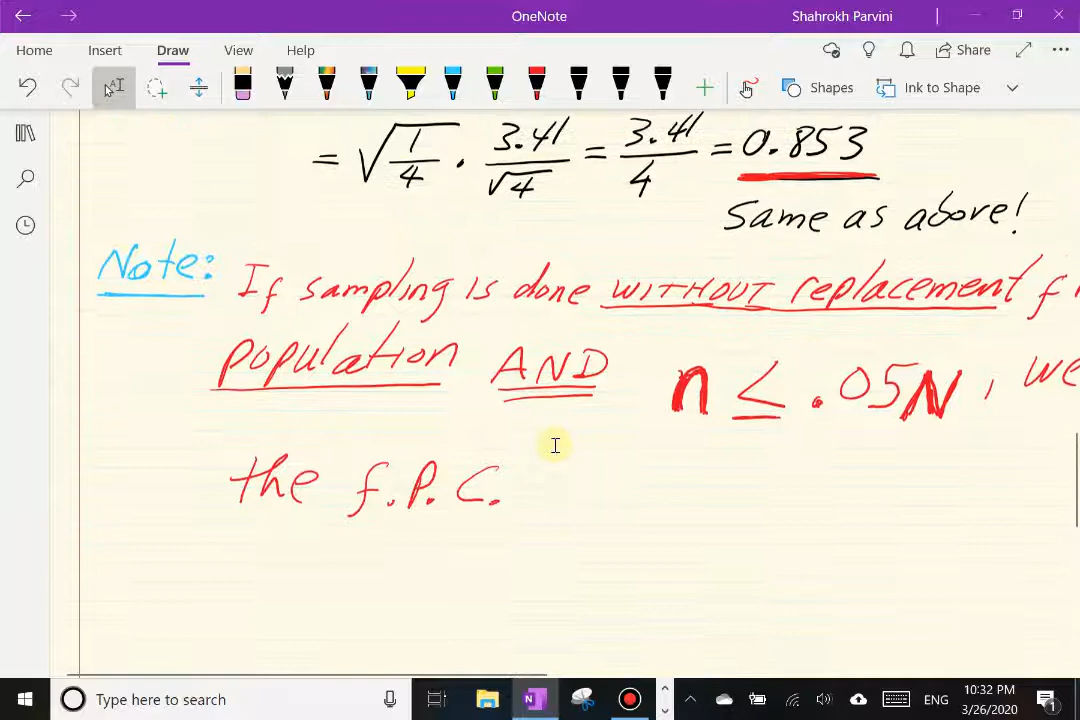 OneNote
Shahrokh Parvini
Home Insert Draw View Help
Share
Shapes
Ink to Shape
= √(1/4) · 3.41/√4 = 3.41/4 = 0.853
Same as above!
Note: If sampling is done WITHOUT replacement
population AND n ≤ .05N, we
the f.P.C.
Type here to search
ENG
10:32 PM
3/26/2020
1